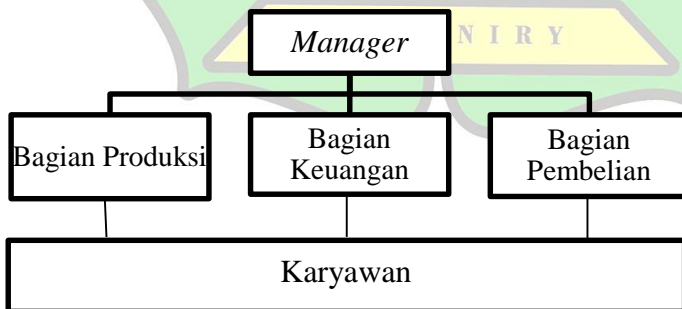 Manager
N I R Y
Bagian Produksi
Bagian
Keuangan
Bagian
Pembelian
Karyawan